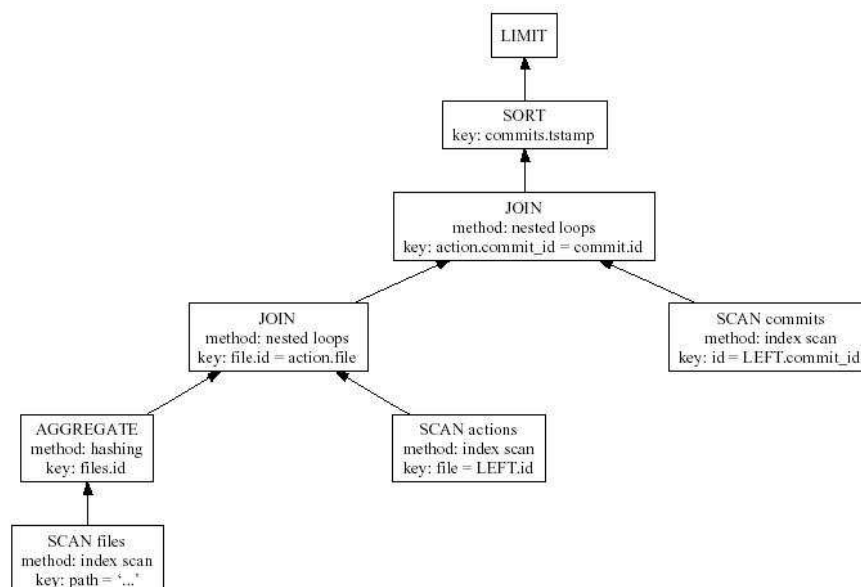 LIMIT
SORT
key: commits.tstamp
JOIN
method: nested loops
key: action.commit_id = commit.id
JOIN
method: nested loops
key: file.id = action.file
SCAN commits
method: index scan
key: id = LEFT.commit_id
AGGREGATE
method: hashing
key: files.id
SCAN actions
method: index scan
key: file = LEFT.id
SCAN files
method: index scan
key: path = ‘...’